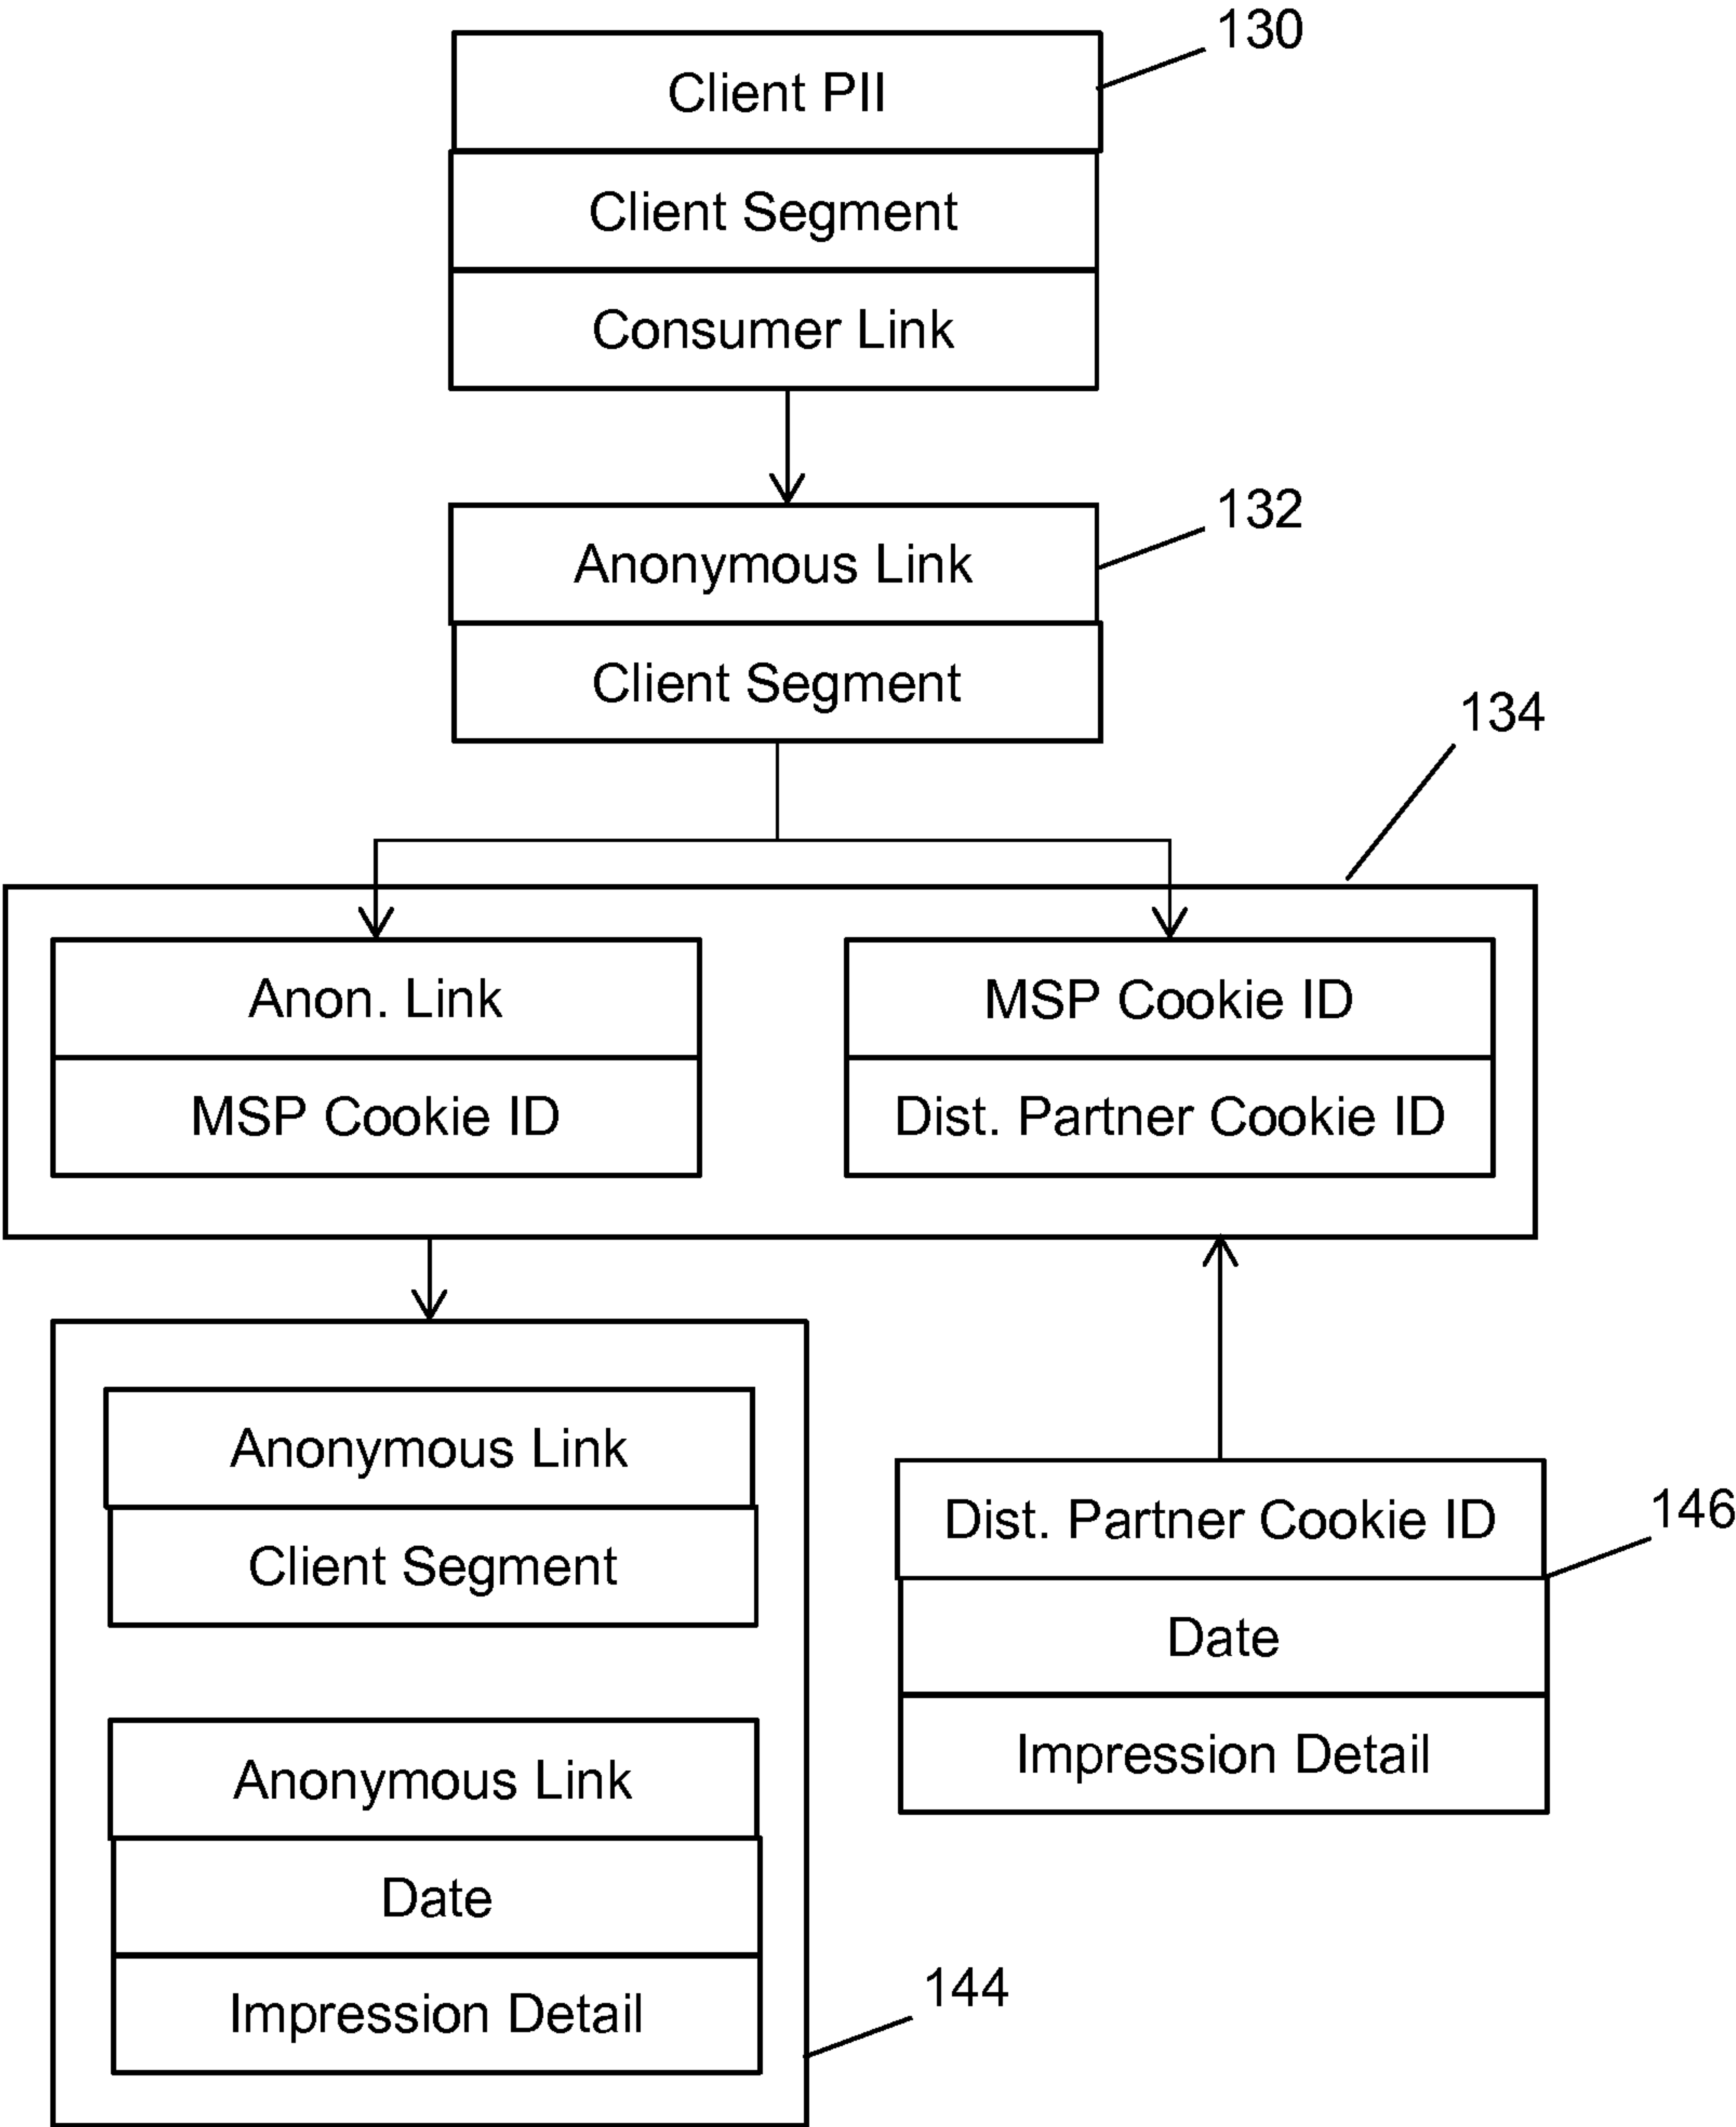 130
Client PII
Client Segment
Consumer Link
132
Anonymous Link
Client Segment
134
Anon. Link
MSP Cookie ID
MSP Cookie ID
Dist. Partner Cookie ID
Anonymous Link
Client Segment
Anonymous Link
Date
Impression Detail
144
Dist. Partner Cookie ID
146
Date
Impression Detail